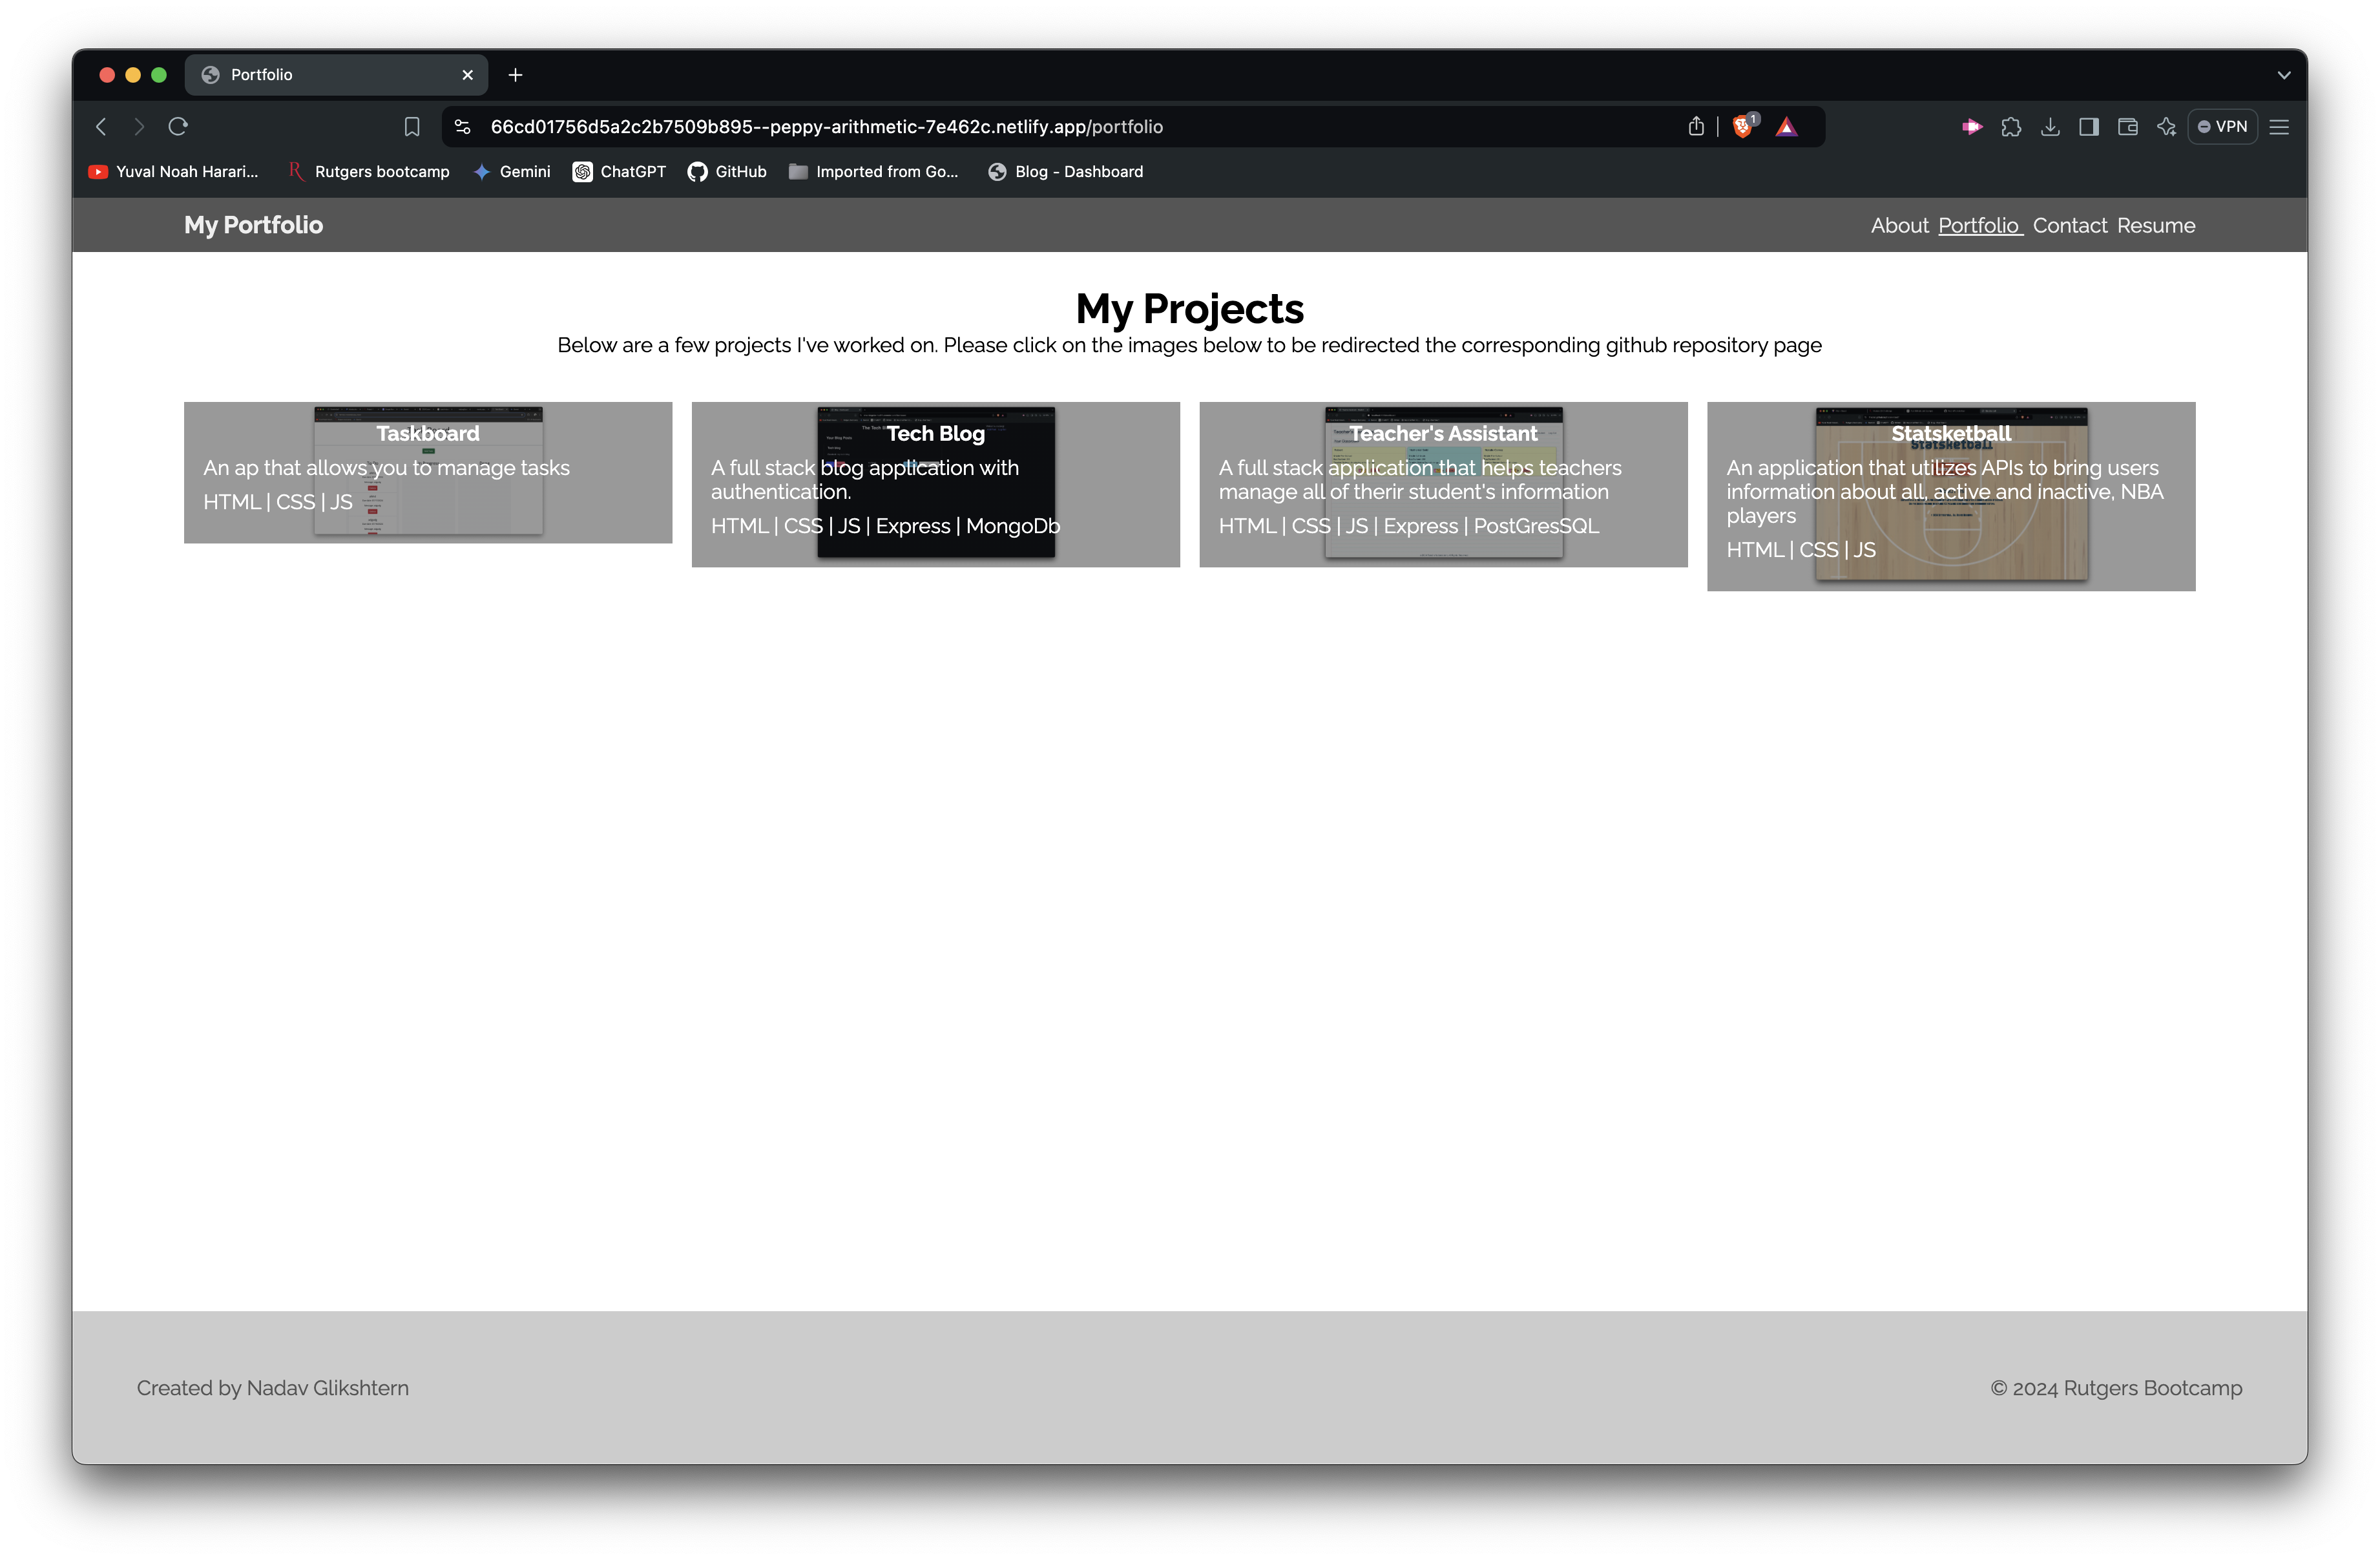 Portfolio
66cd01756d5a2c2b7509b895--peppy-arithmetic-7e462c.netlify.app/portfolio
1
VPN
Yuval Noah Harari...
Rutgers bootcamp
Gemini
ChatGPT
GitHub
Imported from Go...
Blog - Dashboard
My Portfolio
About Portfolio Contact Resume
My Projects
Below are a few projects I've worked on. Please click on the images below to be redirected the corresponding github repository page
Taskboard
An ap that allows you to manage tasks
HTML | CSS | JS
Tech Blog
A full stack blog application with
authentication.
HTML | CSS | JS | Express | MongoDb
Teacher's Assistant
A full stack application that helps teachers
manage all of therir student's information
HTML | CSS | JS | Express | PostGresSQL
Statsketball
Statsketball
An application that utilizes APIs to bring users
information about all, active and inactive, NBA
players
HTML | CSS | JS
Created by Nadav Glikshtern
© 2024 Rutgers Bootcamp